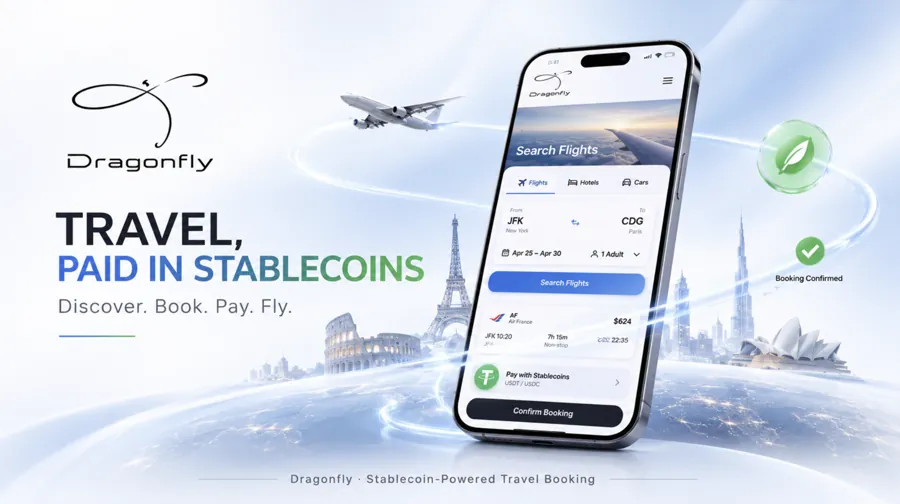 Dragonfly
TRAVEL,
PAID IN STABLECOINS
Discover. Book. Pay. Fly.
Dragonfly
Search Flights
Flights Hotels Cars
From To
JFK CDG
New York
Apr 25 – Apr 30 1 Adult
Search Flights
AF $624
Air France
JFK 10:20 7h 15m 22:35
Non-stop
Pay with Stablecoins
USDT / USDC
Confirm Booking
Booking Confirmed
Dragonfly · Stablecoin-Powered Travel Booking